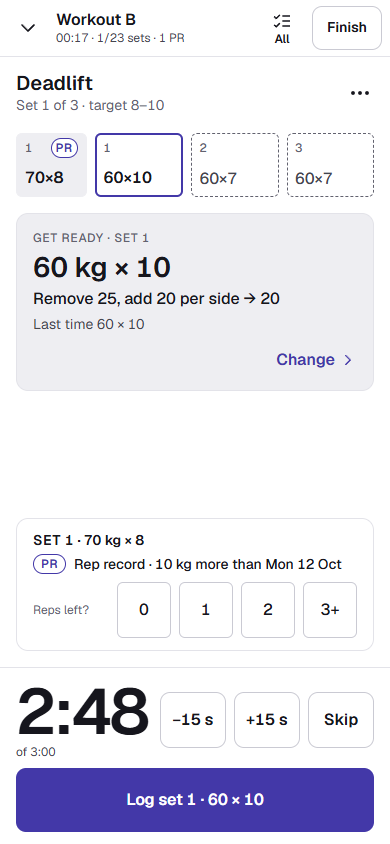 Workout B
00:17 · 1/23 sets · 1 PR
All
Finish
Deadlift
Set 1 of 3 · target 8–10
1 PR
70×8
1
60×10
2
60×7
3
60×7
GET READY · SET 1
60 kg × 10
Remove 25, add 20 per side → 20
Last time 60 × 10
Change
SET 1 · 70 kg × 8
PR Rep record · 10 kg more than Mon 12 Oct
Reps left? 0 1 2 3+
2:48
of 3:00
−15 s +15 s Skip
Log set 1 · 60 × 10